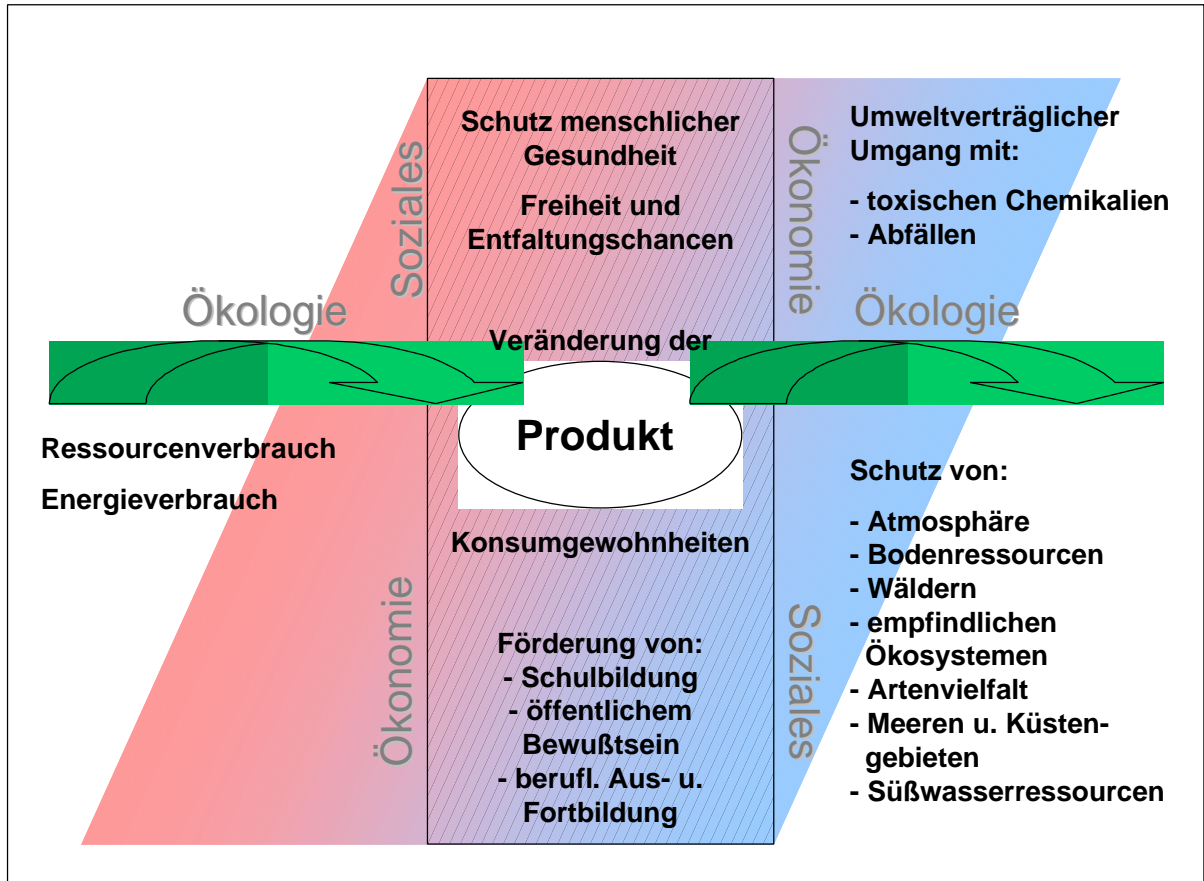 Schutz menschlicher
Gesundheit
Freiheit und
Entfaltungschancen
Veränderung der
Produkt
Konsumgewohnheiten
Förderung von:
- Schulbildung
- öffentlichem
Bewußtsein
- berufl. Aus- u.
Fortbildung
Soziales
Ökologie
Ressourcenverbrauch
Energieverbrauch
Ökonomie
Ökonomie
Umweltverträglicher
Umgang mit:
- toxischen Chemikalien
- Abfällen
Ökologie
Soziales
Schutz von:
- Atmosphäre
- Bodenressourcen
- Wäldern
- empfindlichen
Ökosystemen
- Artenvielfalt
- Meeren u. Küsten-
gebieten
- Süßwasserressourcen